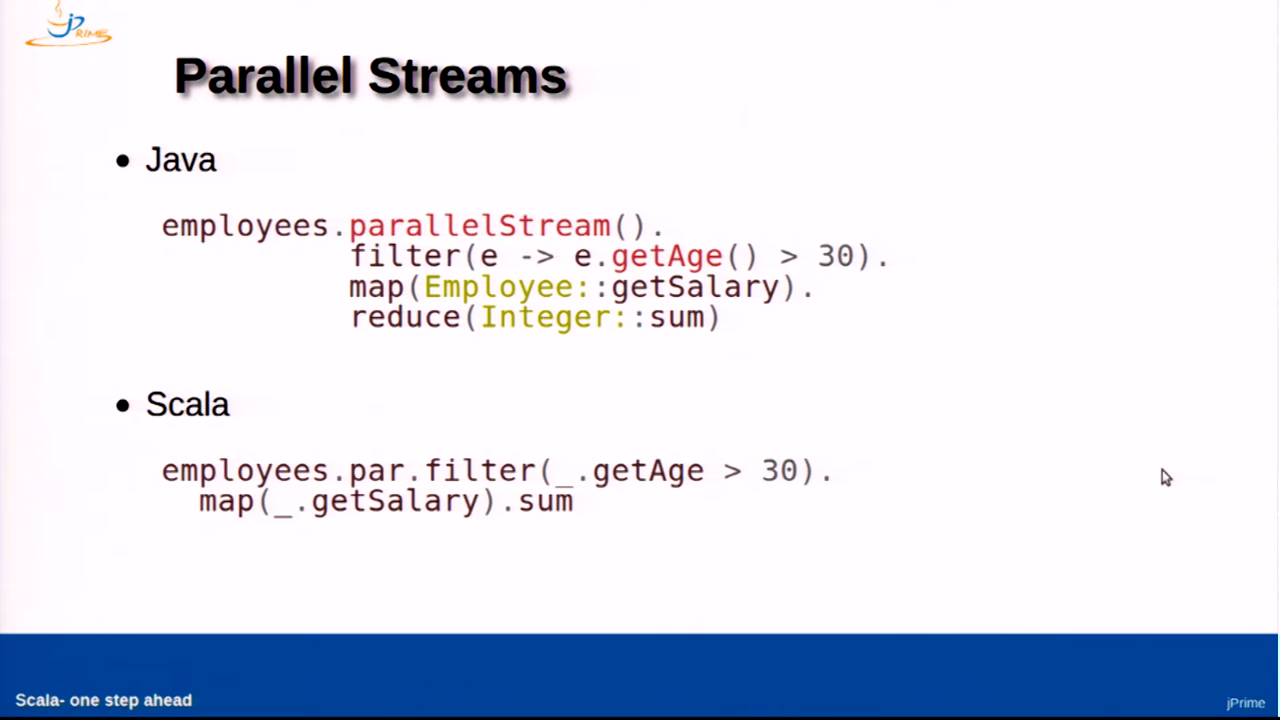 jPRIME
Parallel Streams
• Java
employees.parallelStream().
filter(e -> e.getAge() > 30).
map(Employee::getSalary).
reduce(Integer::sum)
• Scala
employees.par.filter(_.getAge > 30).
map(_.getSalary).sum
Scala- one step ahead
jPrime